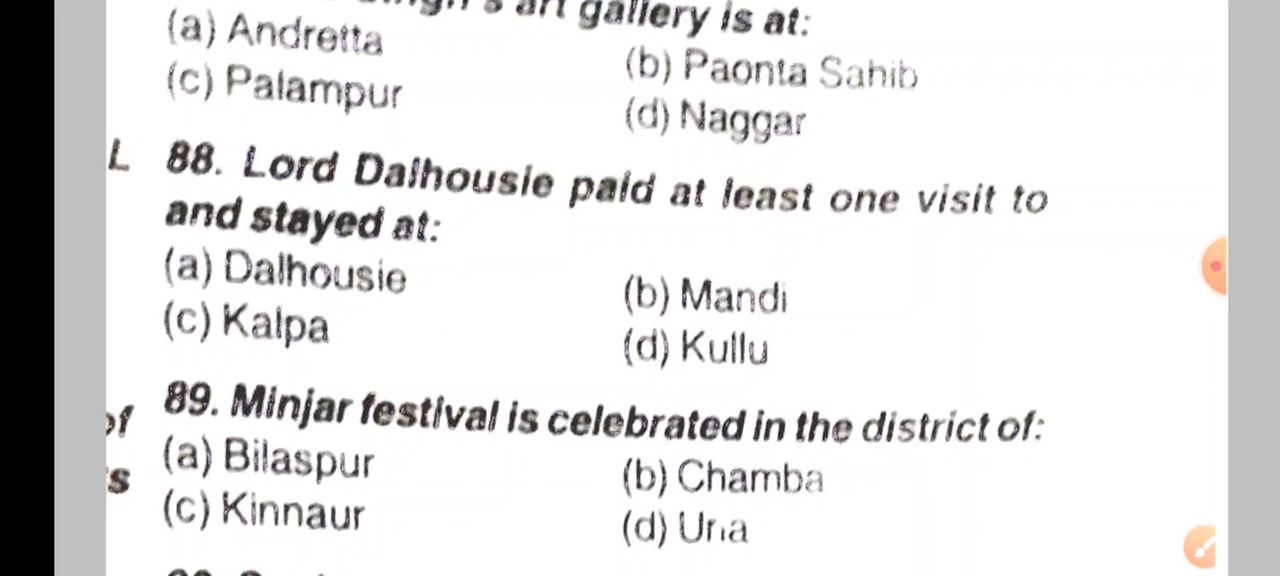 art gallery is at:
(a) Andretta
(b) Paonta Sahib
(c) Palampur
(d) Naggar
L 88. Lord Dalhousie paid at least one visit to
and stayed at:
(a) Dalhousie
(b) Mandi
(c) Kalpa
(d) Kullu
89. Minjar festival is celebrated in the district of:
of
(a) Bilaspur
(b) Chamba
s
(c) Kinnaur
(d) Una